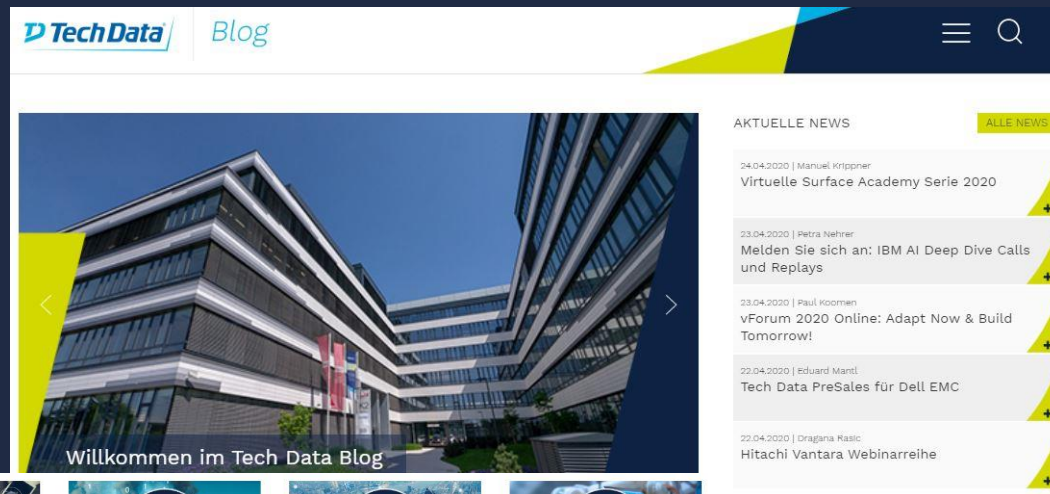 Tech Data
Blog
Willkommen im Tech Data Blog
AKTUELLE NEWS
ALLE NEWS
24.04.2020 | Manuel Krippner
Virtuelle Surface Academy Serie 2020
23.04.2020 | Petra Nehrer
Melden Sie sich an: IBM AI Deep Dive Calls
und Replays
23.04.2020 | Paul Koomen
vForum 2020 Online: Adapt Now & Build
Tomorrow!
22.04.2020 | Eduard Mantl
Tech Data PreSales für Dell EMC
22.04.2020 | Dragana Rasic
Hitachi Vantara Webinarreihe